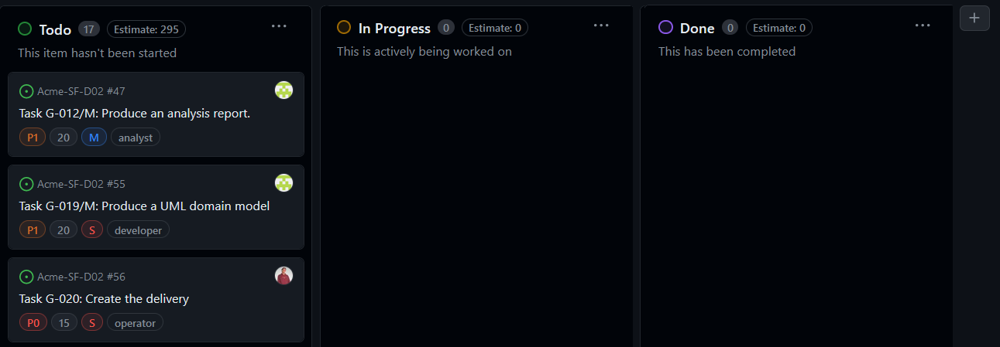 Todo 17 Estimate: 295
This item hasn't been started
Acme-SF-D02 #47
Task G-012/M: Produce an analysis report.
P1 20 M analyst
Acme-SF-D02 #55
Task G-019/M: Produce a UML domain model
P1 20 S developer
Acme-SF-D02 #56
Task G-020: Create the delivery
P0 15 S operator
In Progress 0 Estimate: 0
This is actively being worked on
Done 0 Estimate: 0
This has been completed